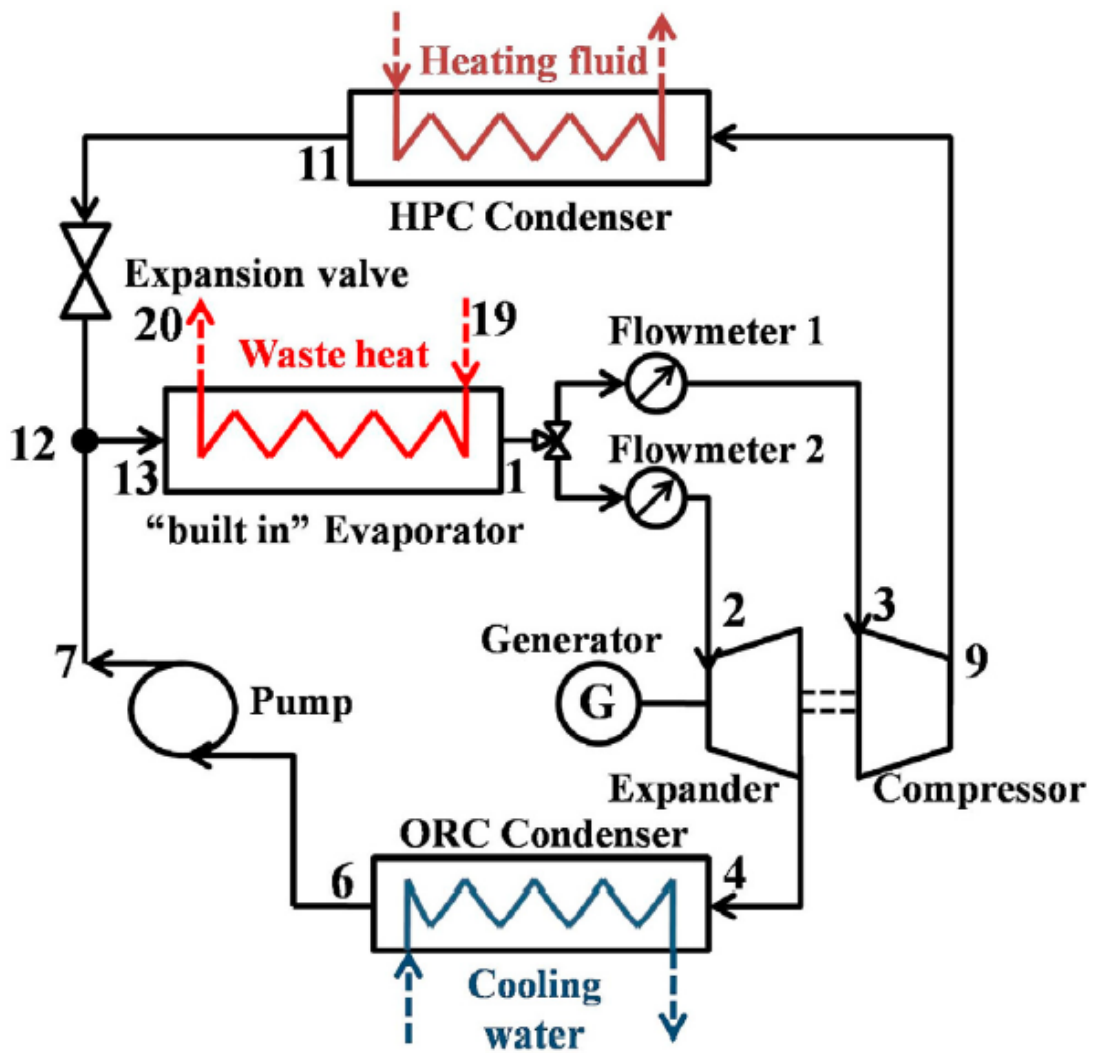 Heating fluid
11
HPC Condenser
Expansion valve
20
19
Waste heat
Flowmeter 1
12
13
1
Flowmeter 2
“built in” Evaporator
2
3
Generator
7
9
Pump
G
Expander
Compressor
ORC Condenser
6
4
Cooling
water